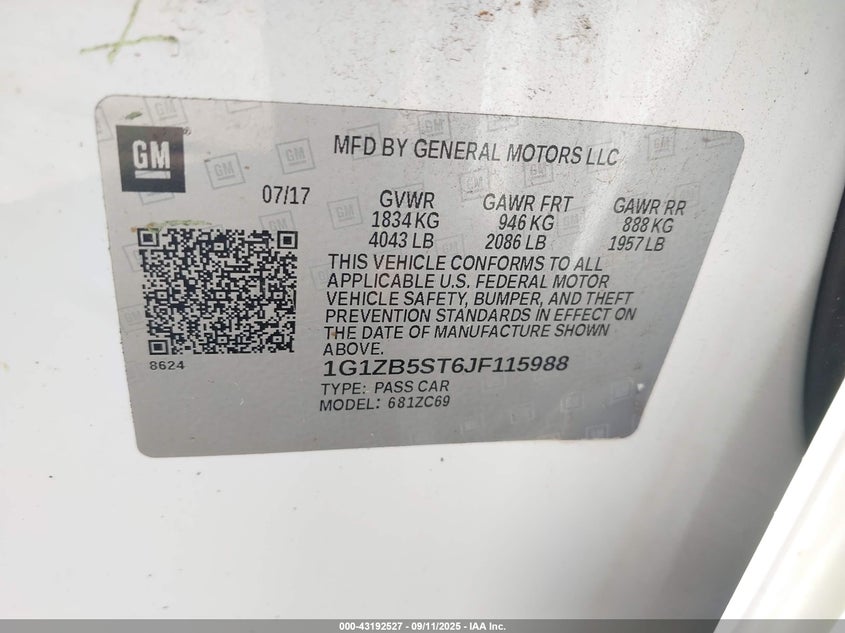 GM
MFD BY GENERAL MOTORS LLC
07/17
GVWR GAWR FRT GAWR RR
1834 KG 946 KG 888 KG
4043 LB 2086 LB 1957 LB
THIS VEHICLE CONFORMS TO ALL
APPLICABLE U.S. FEDERAL MOTOR
VEHICLE SAFETY, BUMPER, AND THEFT
PREVENTION STANDARDS IN EFFECT ON
THE DATE OF MANUFACTURE SHOWN
ABOVE.
8624
1G1ZB5ST6JF115988
TYPE: PASS CAR
MODEL: 681ZC69
000-43192527 - 09/11/2025 - IAA Inc.